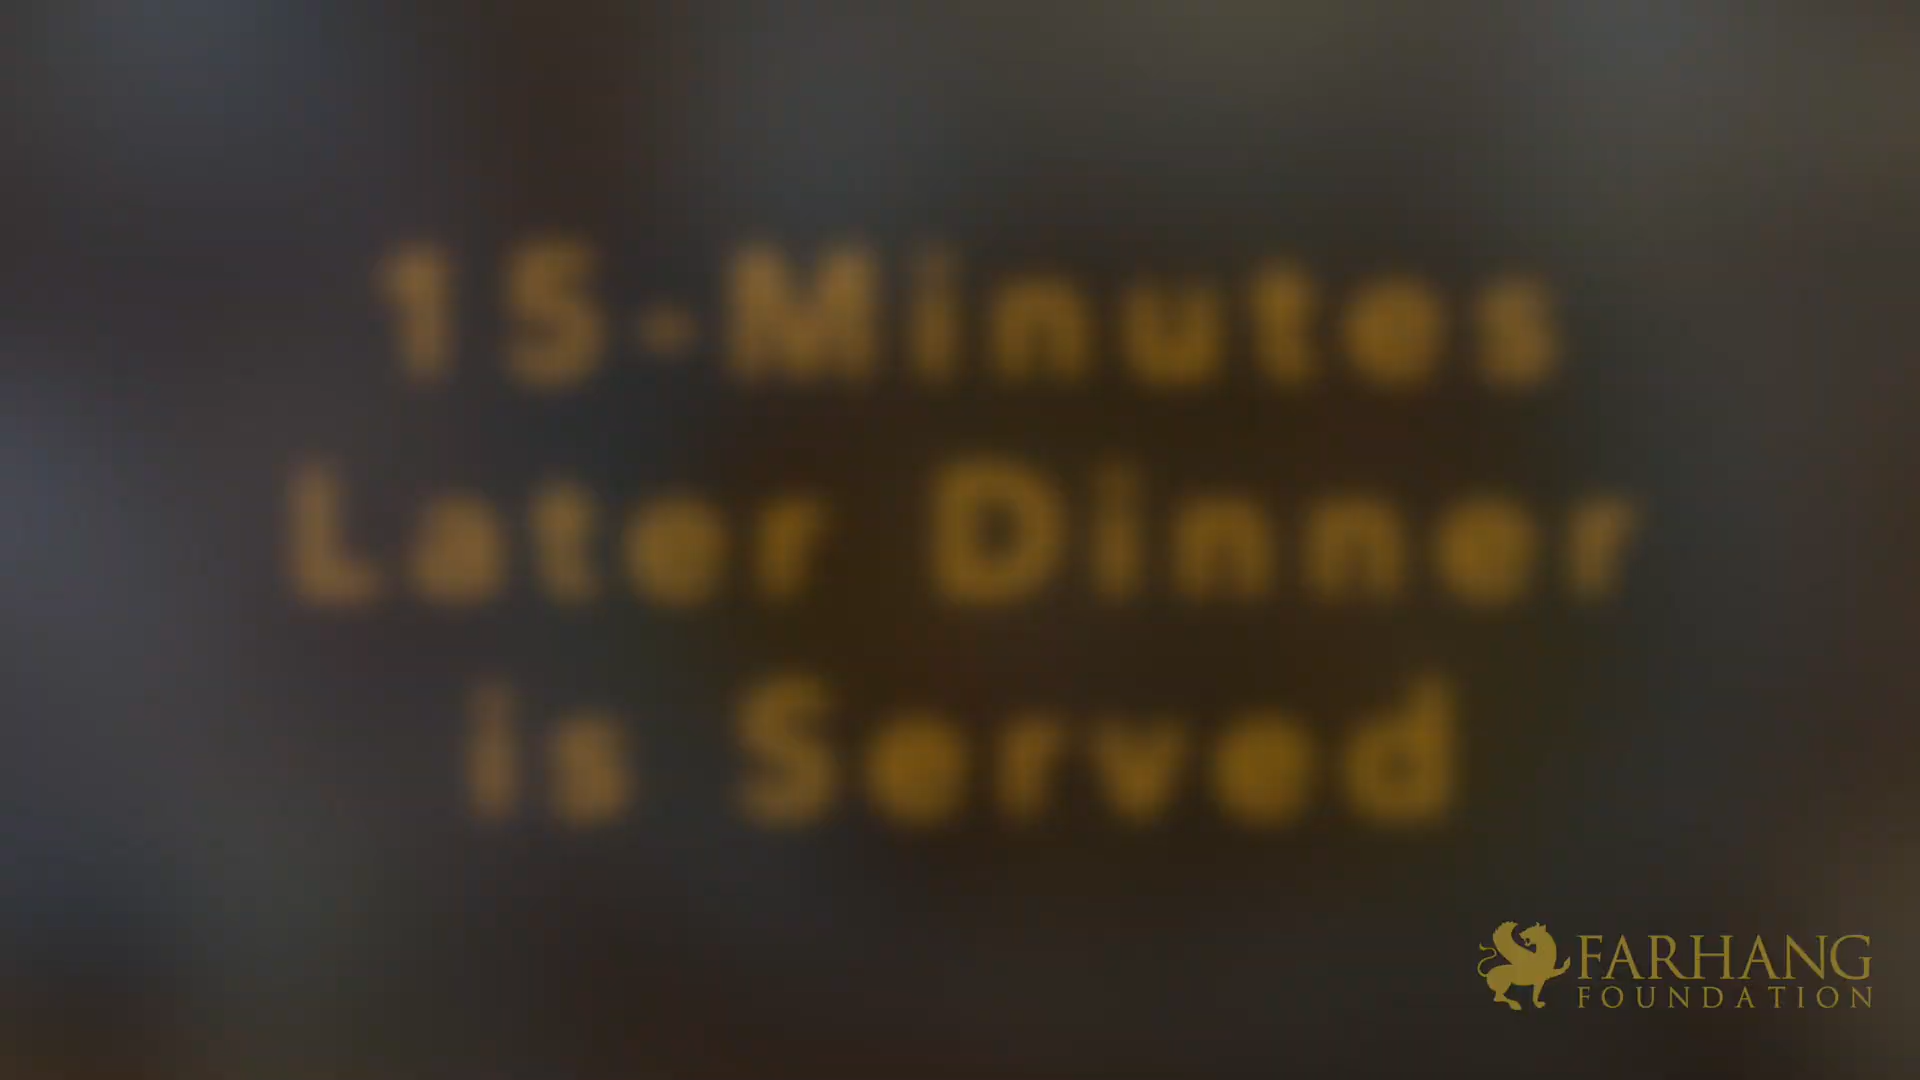 15-Minutes
Later Dinner
is Served
FARHANG
FOUNDATION